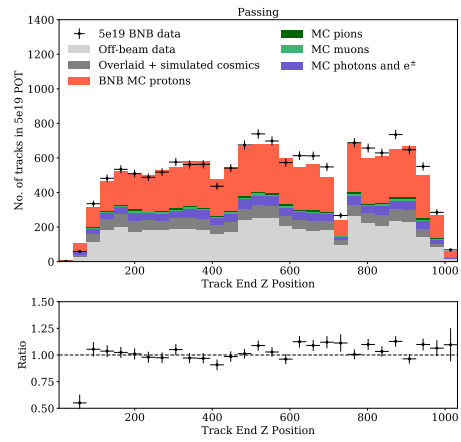 Passing
1400
1200
1000
800
600
400
200
0
No. of tracks in 5e19 POT
5e19 BNB data
Off-beam data
Overlaid + simulated cosmics
BNB MC protons
MC pions
MC muons
MC photons and e±
200 400 600 800 1000
Track End Z Position
1.50
1.25
1.00
0.75
0.50
Ratio
200 400 600 800 1000
Track End Z Position